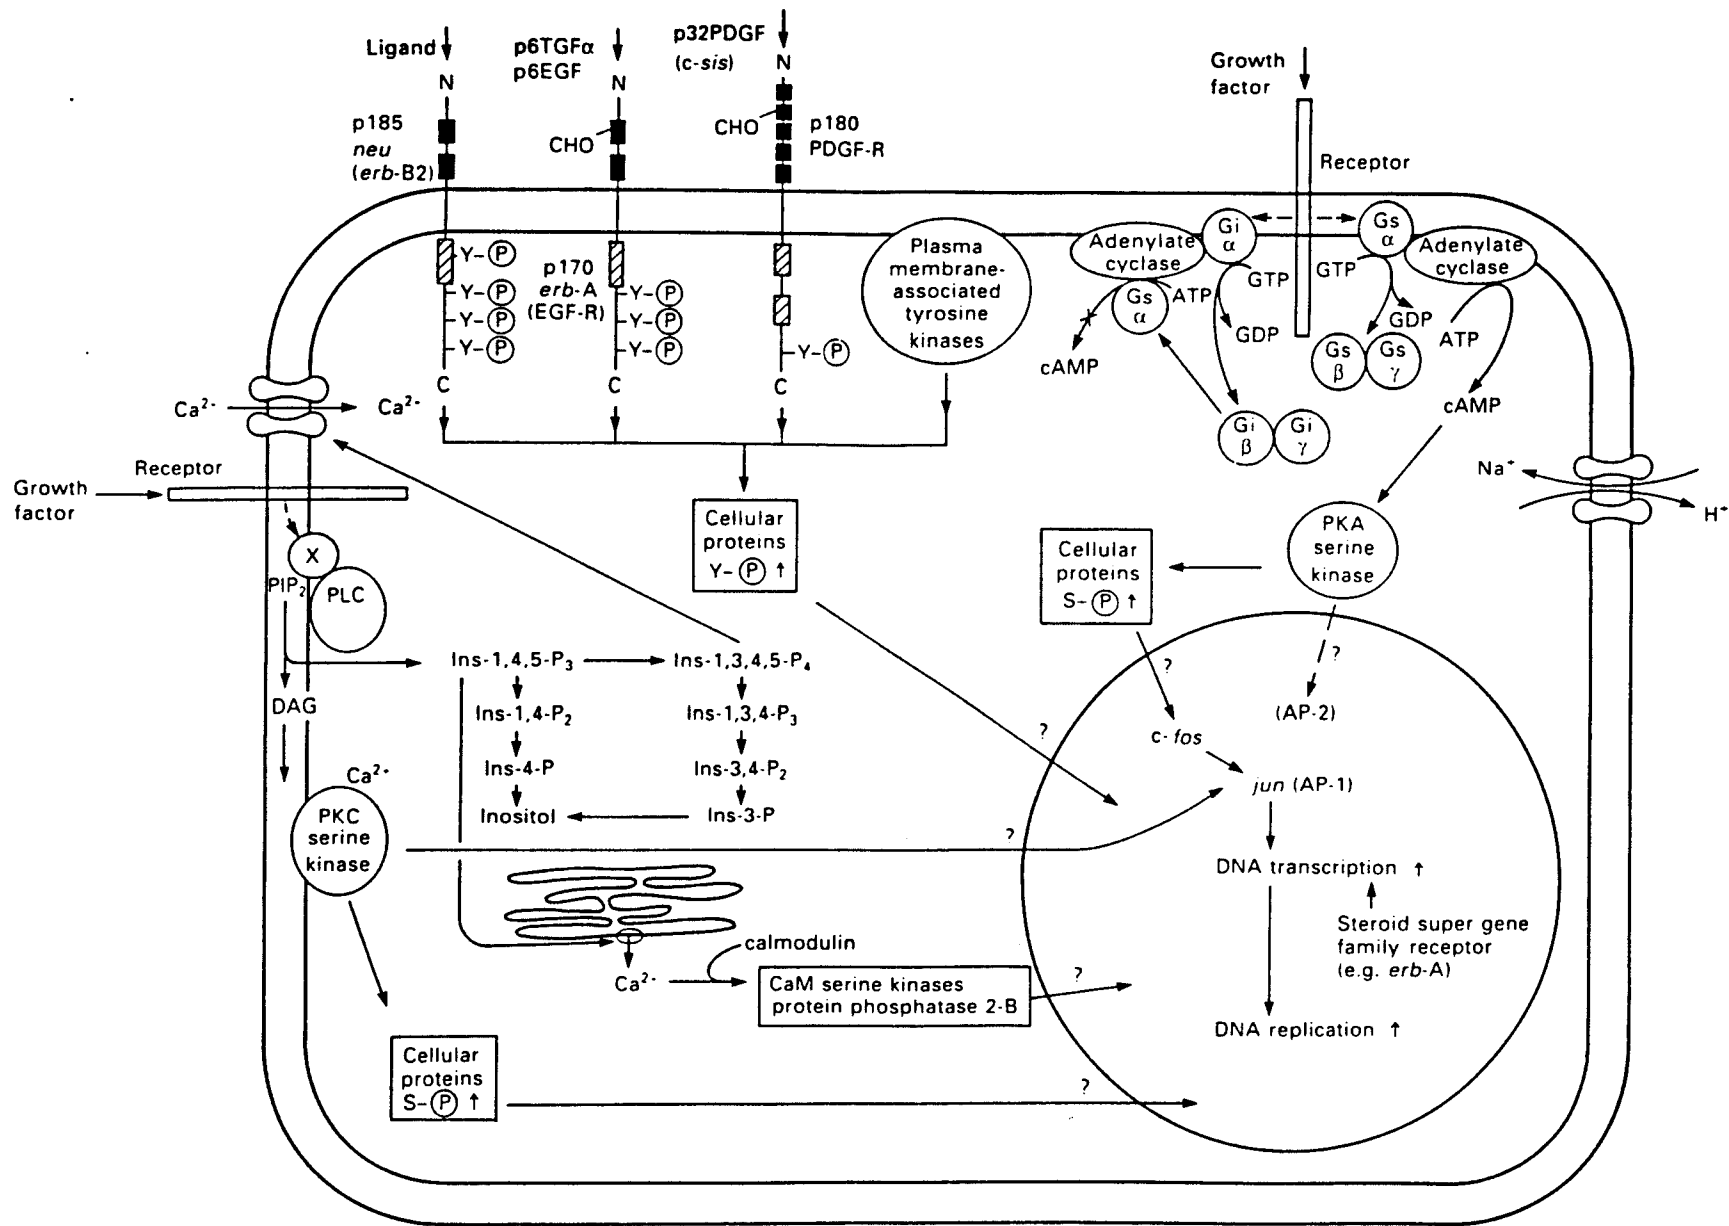 Ligand
N
p185
neu
(erb-B2)
Y–P
Y–P
Y–P
Y–P
C
p6TGFα
p6EGF
N
CHO
p170
erb-A
(EGF-R)
Y–P
Y–P
Y–P
C
p32PDGF
(c-sis)
N
CHO
p180
PDGF-R
Y–P
C
Plasma
membrane-
associated
tyrosine
kinases
Growth
factor
Receptor
Adenylate
cyclase
Gi
α
Gs
α
Adenylate
cyclase
GTP
GTP
Gs
α
ATP
cAMP
GDP
GDP
Gs
β
Gs
γ
ATP
cAMP
Gi
β
Gi
γ
Ca²⁻
Ca²⁻
Receptor
Growth
factor
X
PIP₂
PLC
DAG
Na⁺
H⁺
Cellular
proteins
Y–P ↑
Cellular
proteins
S–P ↑
PKA
serine
kinase
?
?
(AP-2)
c-fos
jun (AP-1)
?
?
Ins-1,4,5-P₃
Ins-1,3,4,5-P₄
Ins-1,4-P₂
Ins-1,3,4-P₃
Ins-4-P
Ins-3,4-P₂
Inositol
Ins-3-P
Ca²⁺
PKC
serine
kinase
DNA transcription ↑
Steroid super gene
family receptor
(e.g. erb-A)
DNA replication ↑
calmodulin
Ca²⁻
CaM serine kinases
protein phosphatase 2-B
?
Cellular
proteins
S–P ↑
?